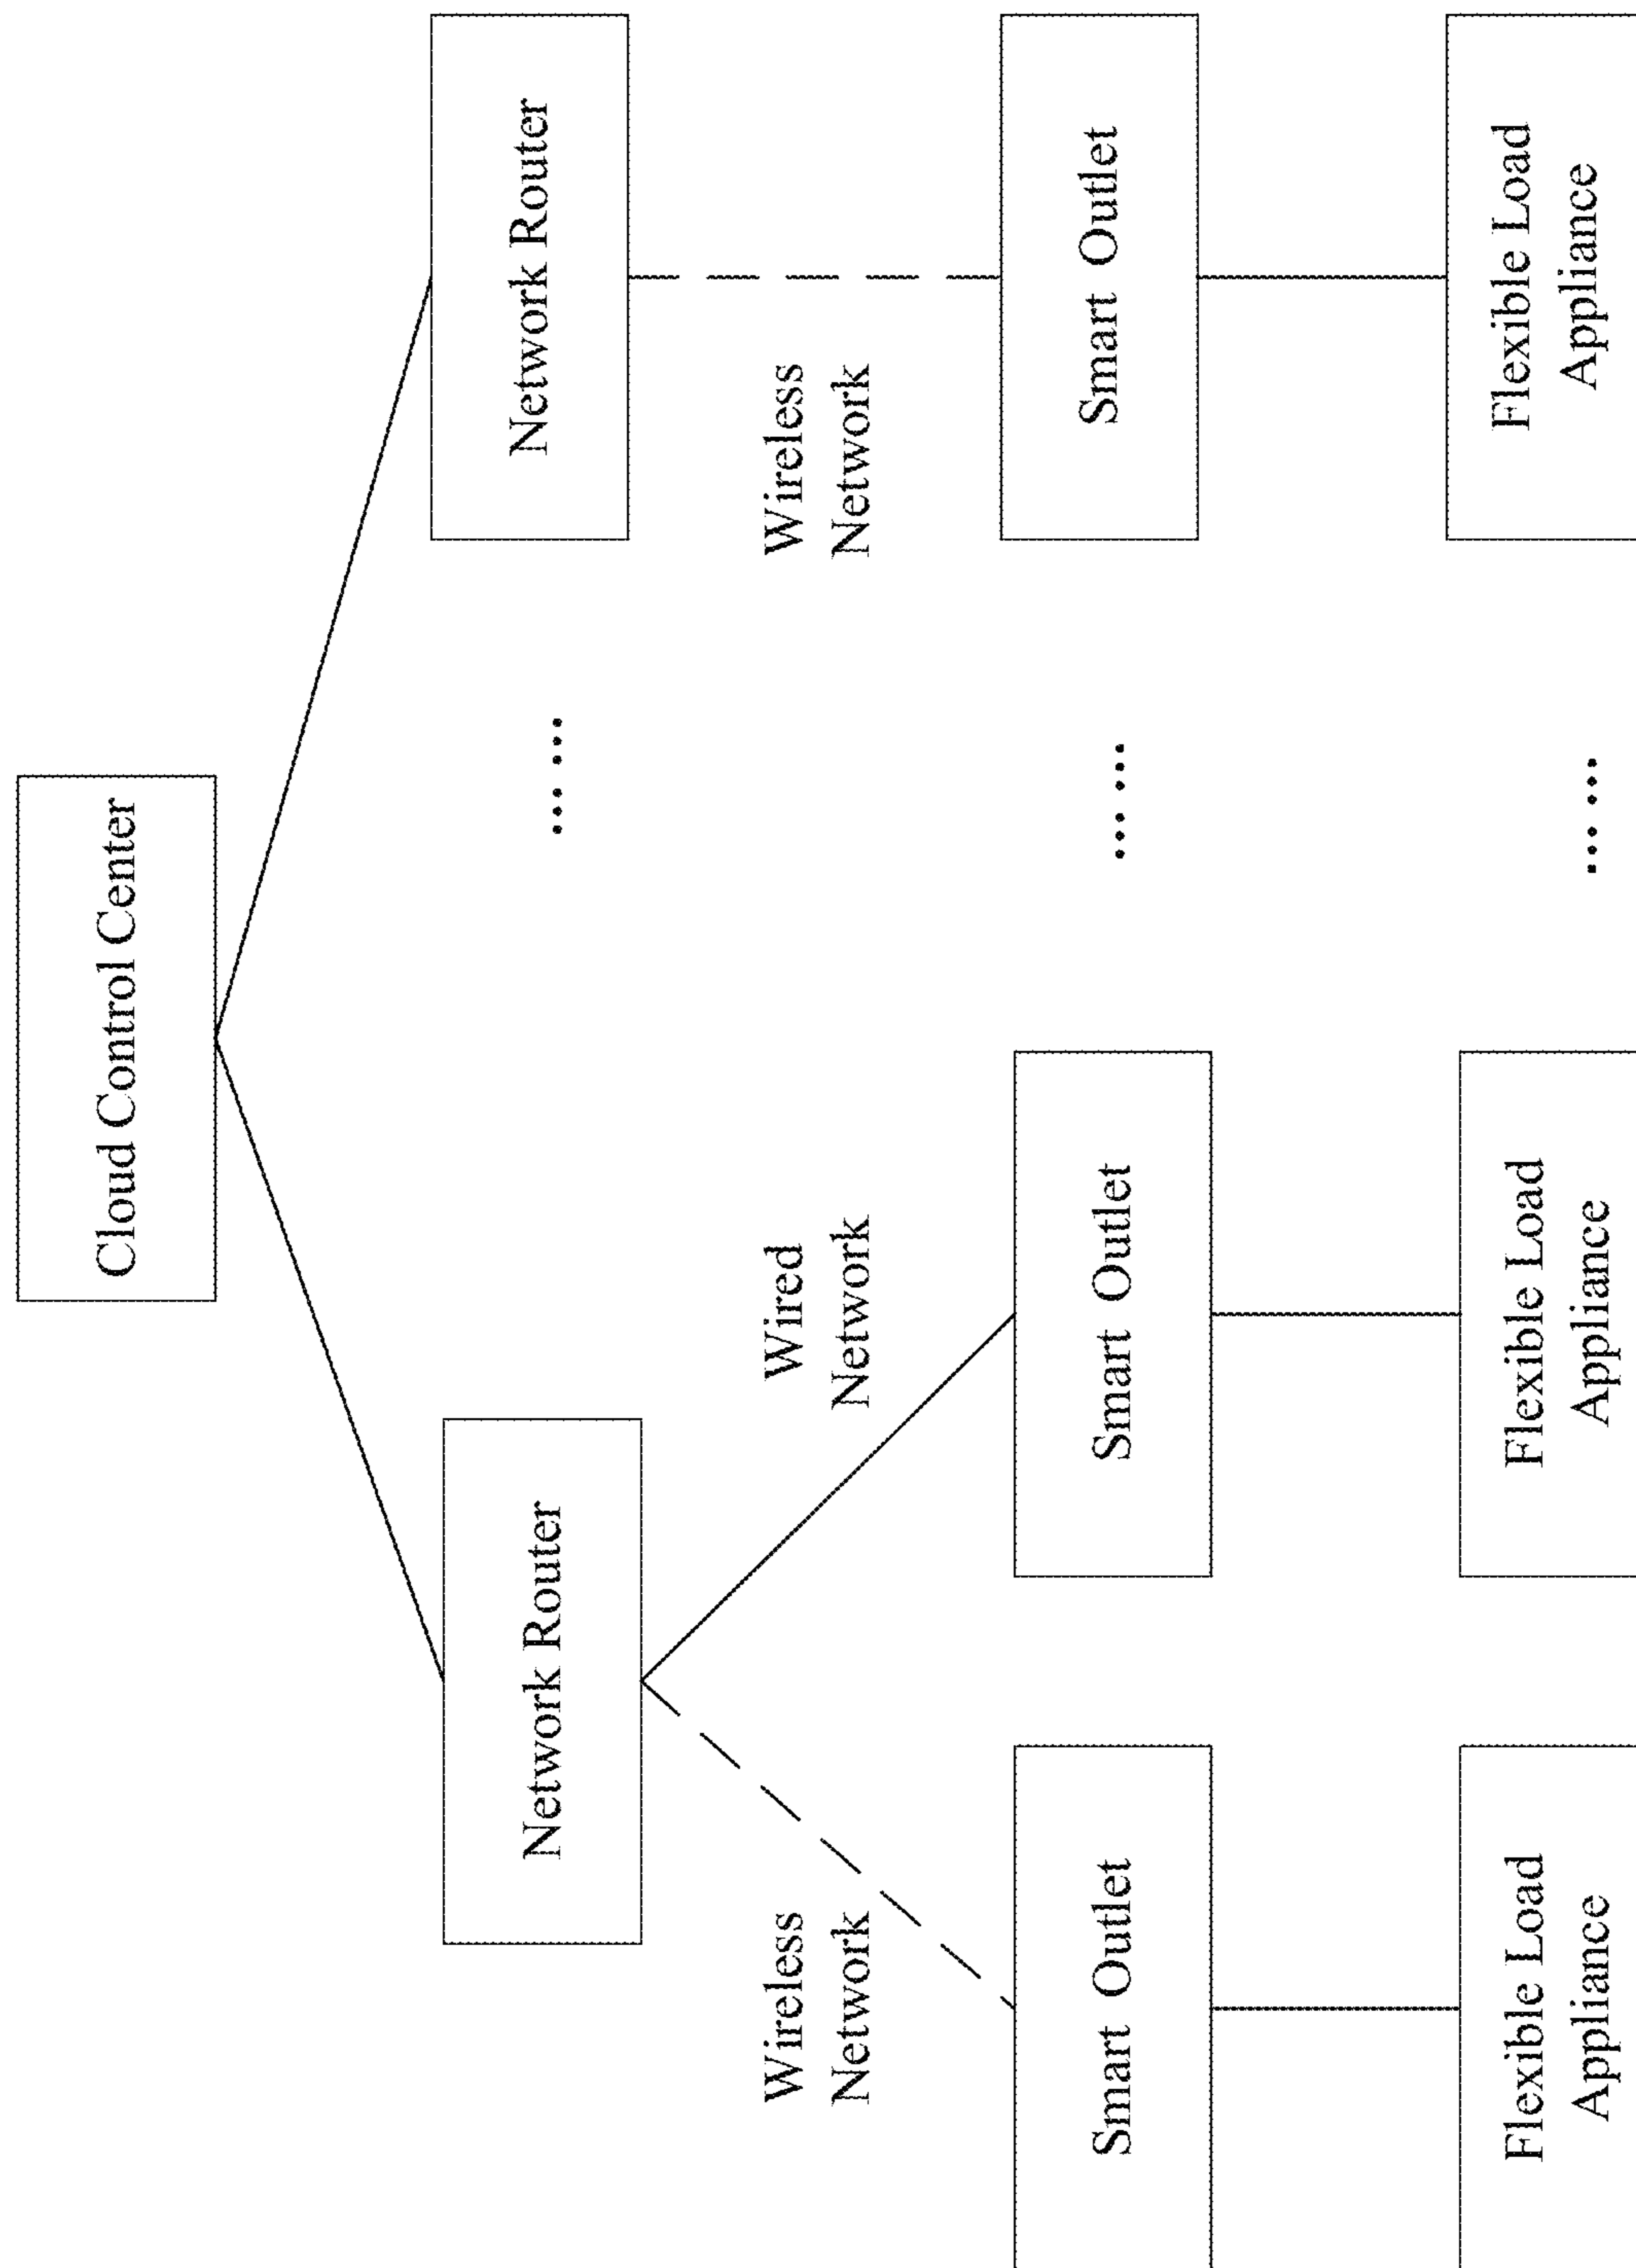 Cloud Control Center
Network Router
... ...
Network Router
Wireless
Network
Wired
Network
Wireless
Network
Smart Outlet
Smart Outlet
... ...
Smart Outlet
Flexible Load
Appliance
Flexible Load
Appliance
... ...
Flexible Load
Appliance